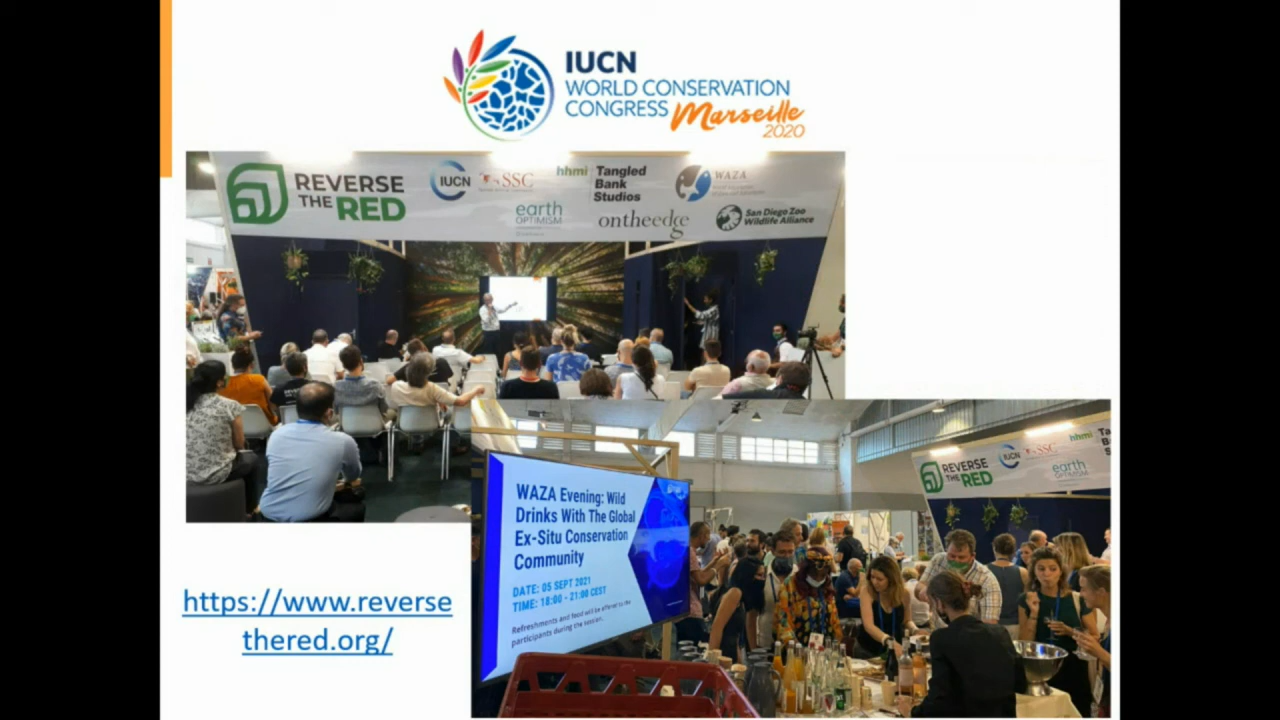 IUCN
WORLD CONSERVATION
CONGRESS Marseille
2020
REVERSE
THE RED
IUCN
SSC
hhmi
Tangled
Bank
Studios
WAZA
earth
OPTIMISM
ontheedge
San Diego Zoo
Wildlife Alliance
WAZA Evening: Wild
Drinks With The Global
Ex-Situ Conservation
Community
DATE: 05 SEPT 2021
TIME: 18:00 - 21:00 CEST
Refreshments and food will be offered to the
participants during the session.
REVERSE
THE RED
IUCN
SSC
hhmi
earth
OPTIMISM
https://www.reverse
thered.org/